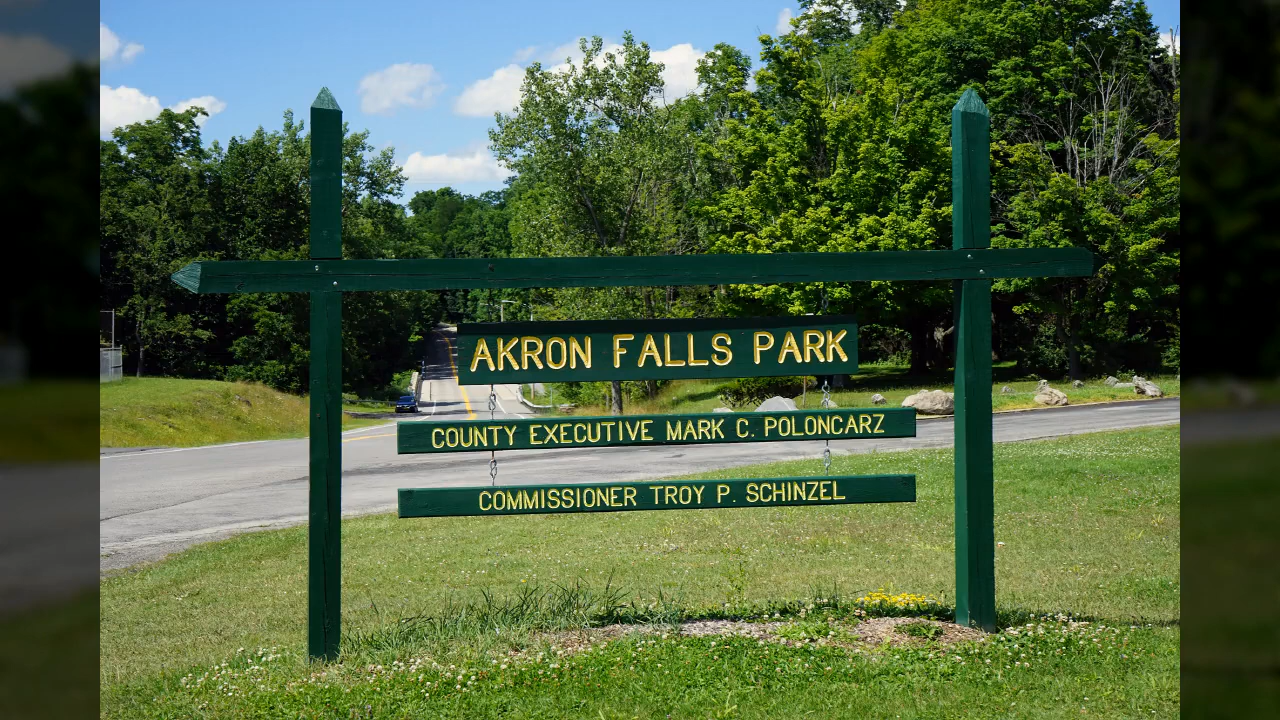 AKRON FALLS PARK
COUNTY EXECUTIVE MARK C. POLONCARZ
COMMISSIONER TROY P. SCHINZEL